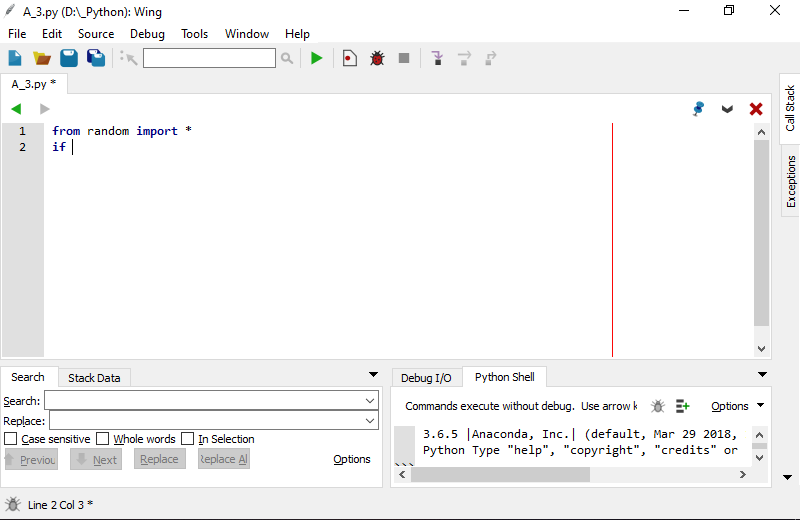 A_3.py (D:\_Python): Wing
File Edit Source Debug Tools Window Help
A_3.py *
1 from random import *
2 if
Call Stack
Exceptions
Search Stack Data
Search:
Replace:
Case sensitive Whole words In Selection
Previou Next Replace Replace Al
Options
Debug I/O Python Shell
Commands execute without debug. Use arrow k Options
3.6.5 |Anaconda, Inc.| (default, Mar 29 2018,
Python Type "help", "copyright", "credits" or
Line 2 Col 3 *